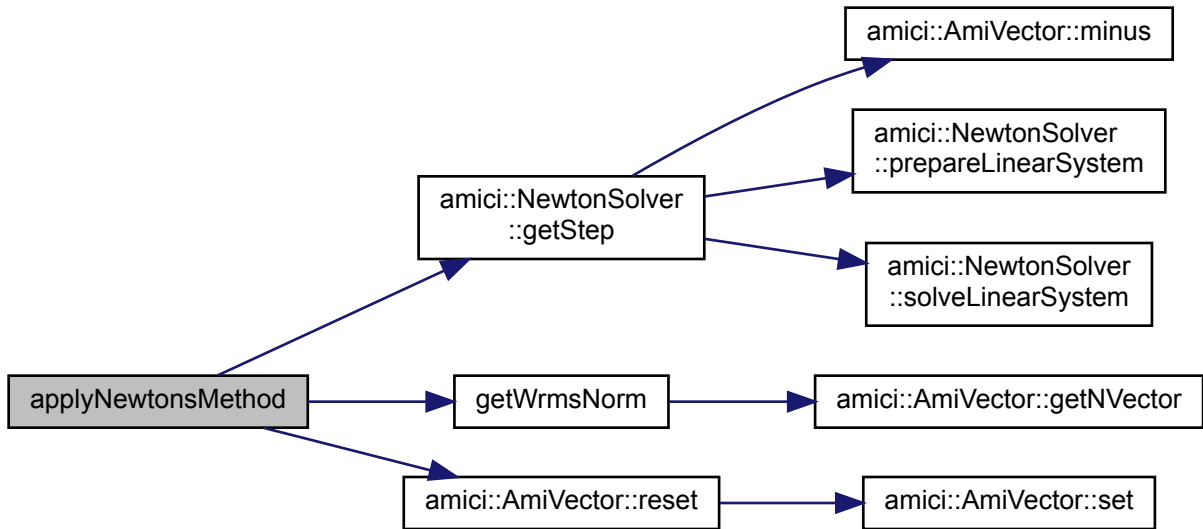 amici::AmiVector::minus
amici::NewtonSolver
::prepareLinearSystem
amici::NewtonSolver
::getStep
amici::NewtonSolver
::solveLinearSystem
applyNewtonsMethod
getWrmsNorm
amici::AmiVector::getNVector
amici::AmiVector::reset
amici::AmiVector::set